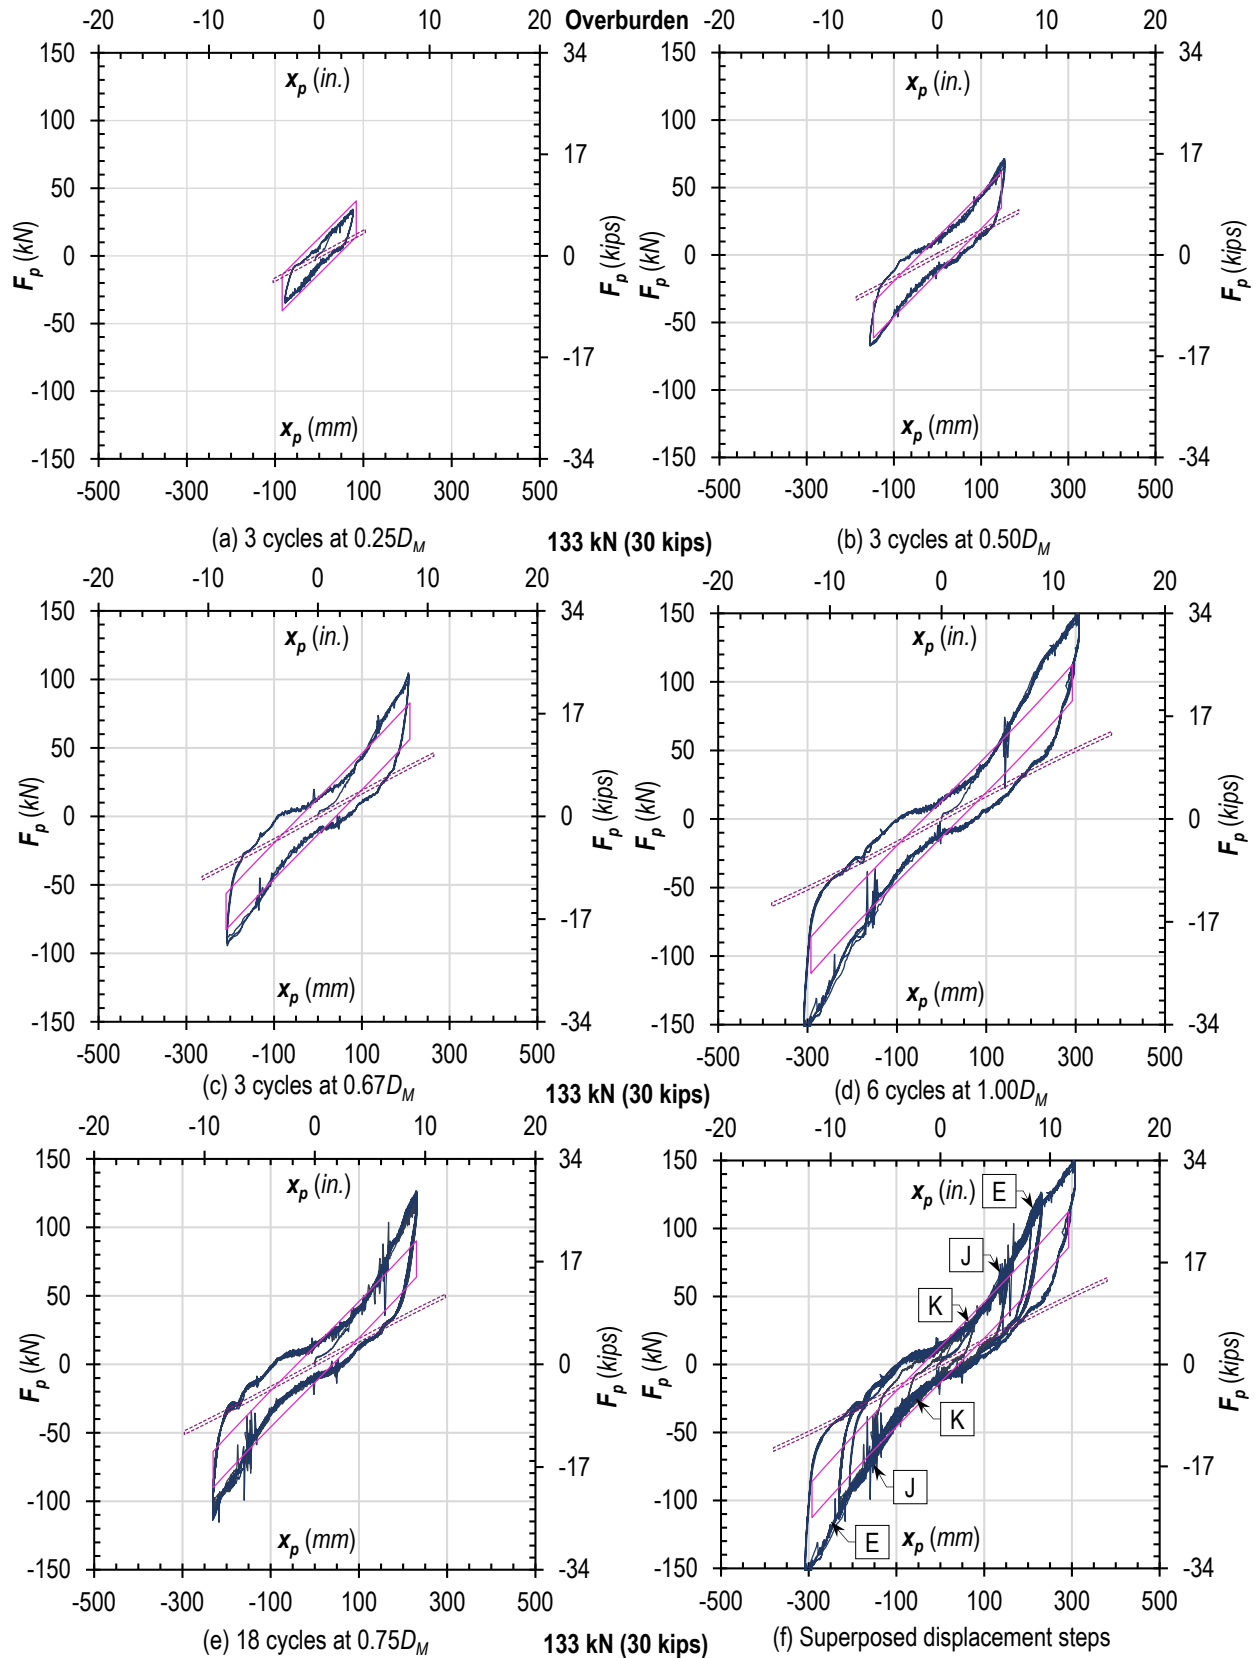 -20 -10 0 Overburden 10 20 -20 -10 0 10 20
150 100 50 0 -50 -100 -150
F_p (kN)
x_p (in.)
x_p (mm)
34 17 0 -17 -34
F_p (kips)
-500 -300 -100 100 300 500
150 100 50 0 -50 -100 -150
F_p (kN)
x_p (in.)
x_p (mm)
34 17 0 -17 -34
F_p (kips)
-500 -300 -100 100 300 500
(a) 3 cycles at 0.25D_M 133 kN (30 kips) (b) 3 cycles at 0.50D_M
-20 -10 0 10 20 -20 -10 0 10 20
150 100 50 0 -50 -100 -150
F_p (kN)
x_p (in.)
x_p (mm)
34 17 0 -17 -34
F_p (kips)
-500 -300 -100 100 300 500
150 100 50 0 -50 -100 -150
F_p (kN)
x_p (in.)
x_p (mm)
34 17 0 -17 -34
F_p (kips)
-500 -300 -100 100 300 500
(c) 3 cycles at 0.67D_M 133 kN (30 kips) (d) 6 cycles at 1.00D_M
-20 -10 0 10 20 -20 -10 0 10 20
150 100 50 0 -50 -100 -150
F_p (kN)
x_p (in.)
x_p (mm)
34 17 0 -17 -34
F_p (kips)
-500 -300 -100 100 300 500
150 100 50 0 -50 -100 -150
F_p (kN)
x_p (in.)
E
J
K
K
J
E
x_p (mm)
34 17 0 -17 -34
F_p (kips)
-500 -300 -100 100 300 500
(e) 18 cycles at 0.75D_M 133 kN (30 kips) (f) Superposed displacement steps